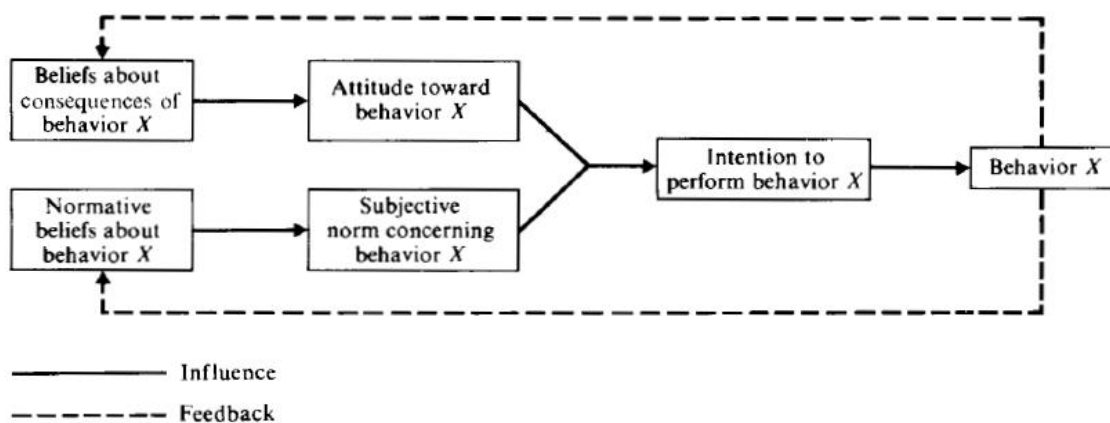 Beliefs about
consequences of
behavior X
Attitude toward
behavior X
Intention to
perform behavior X
Behavior X
Normative
beliefs about
behavior X
Subjective
norm concerning
behavior X
Influence
Feedback